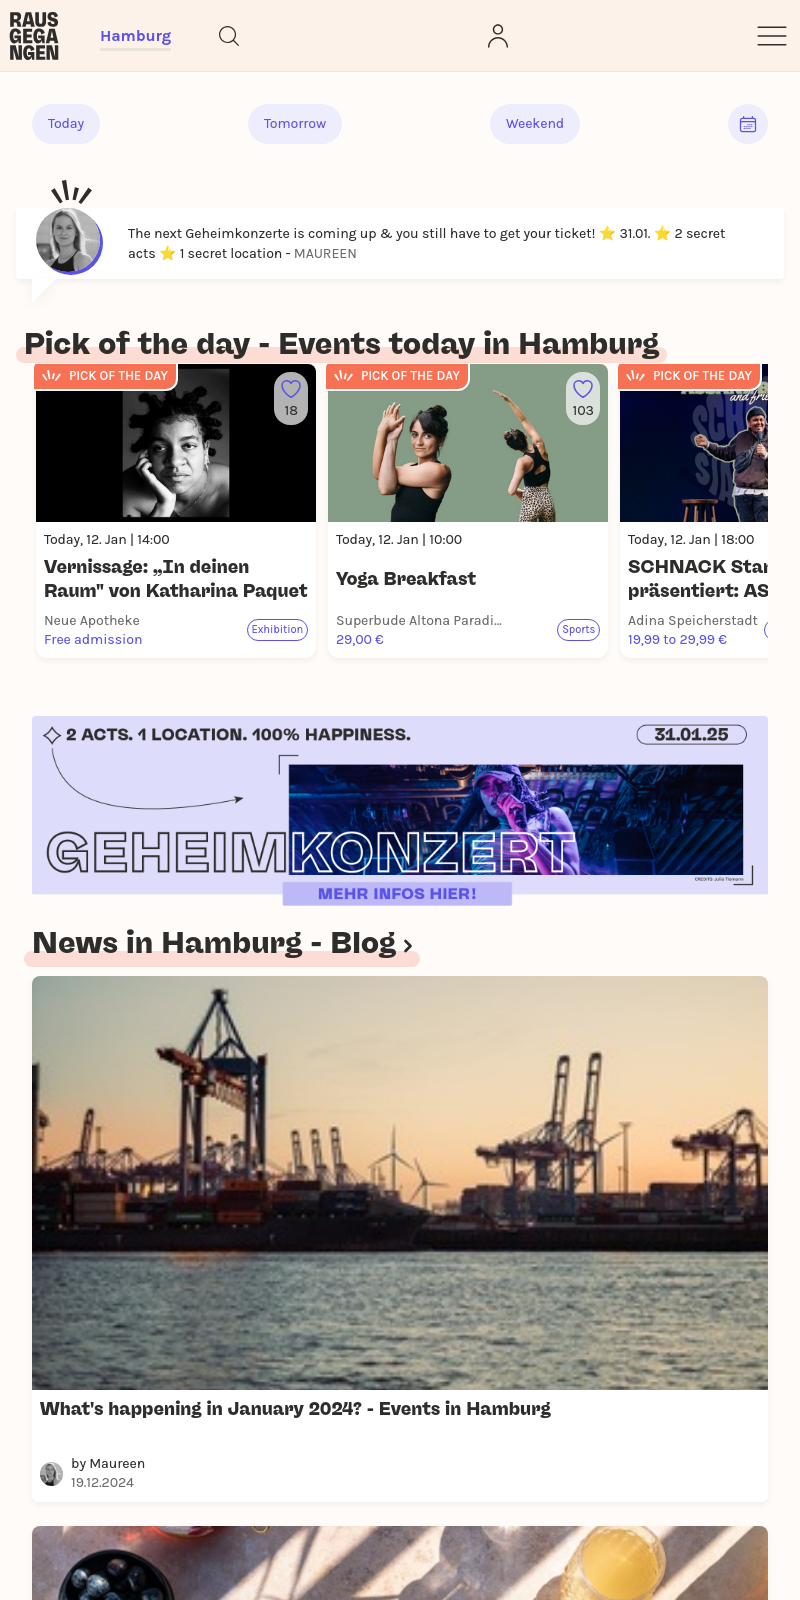 RAUS
GEGA
NGEN
Hamburg
Today
Tomorrow
Weekend
The next Geheimkonzerte is coming up & you still have to get your ticket! ⭐ 31.01. ⭐ 2 secret
acts ⭐ 1 secret location - MAUREEN
Pick of the day - Events today in Hamburg
PICK OF THE DAY
18
Today, 12. Jan | 14:00
Vernissage: „In deinen
Raum" von Katharina Paquet
Neue Apotheke
Free admission
Exhibition
PICK OF THE DAY
103
Today, 12. Jan | 10:00
Yoga Breakfast
Superbude Altona Paradi...
29,00 €
Sports
PICK OF THE DAY
Today, 12. Jan | 18:00
SCHNACK
präsentiert:
Adina Speicherstadt
19,99 to 29,99 €
2 ACTS. 1 LOCATION. 100% HAPPINESS.
31.01.25
GEHEIMKONZERT
CREDITS: Julia Tiemann
MEHR INFOS HIER!
News in Hamburg - Blog ›
What's happening in January 2024? - Events in Hamburg
by Maureen
19.12.2024